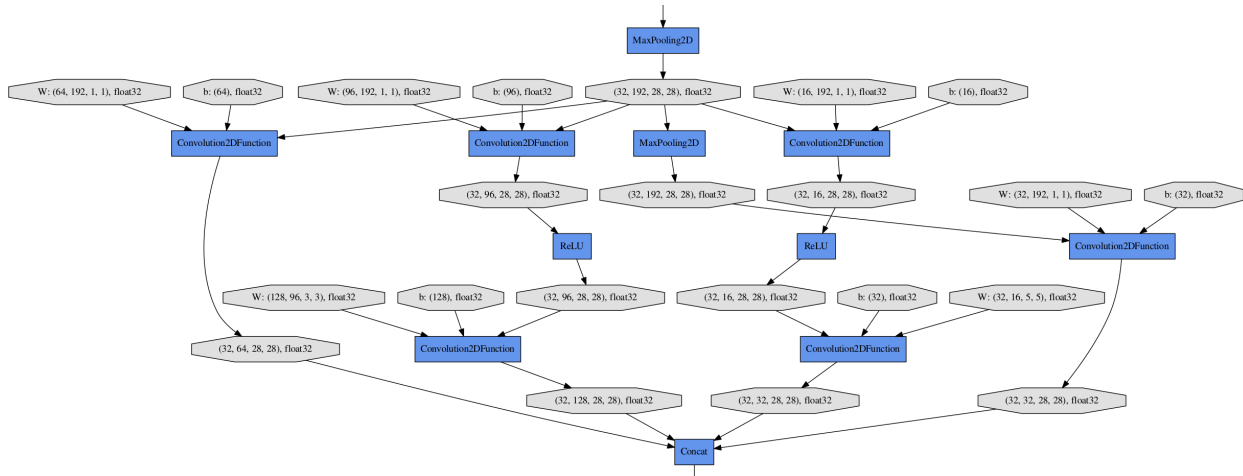 MaxPooling2D
W: (64, 192, 1, 1), float32
b: (64), float32
W: (96, 192, 1, 1), float32
b: (96), float32
(32, 192, 28, 28), float32
W: (16, 192, 1, 1), float32
b: (16), float32
Convolution2DFunction
Convolution2DFunction
MaxPooling2D
Convolution2DFunction
(32, 96, 28, 28), float32
(32, 192, 28, 28), float32
(32, 16, 28, 28), float32
W: (32, 192, 1, 1), float32
b: (32), float32
ReLU
ReLU
Convolution2DFunction
W: (128, 96, 3, 3), float32
b: (128), float32
(32, 96, 28, 28), float32
(32, 16, 28, 28), float32
b: (32), float32
W: (32, 16, 5, 5), float32
(32, 64, 28, 28), float32
Convolution2DFunction
Convolution2DFunction
(32, 128, 28, 28), float32
(32, 32, 28, 28), float32
(32, 32, 28, 28), float32
Concat